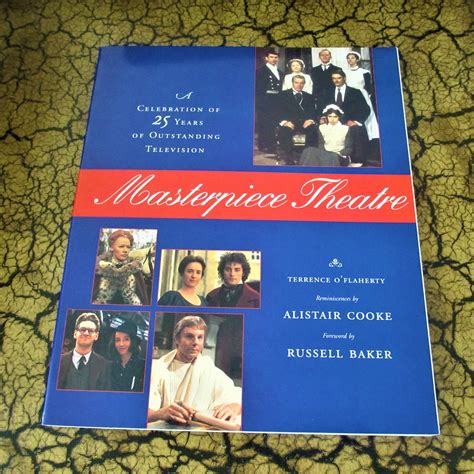 A
CELEBRATION OF
25 YEARS
OF OUTSTANDING
TELEVISION
Masterpiece Theatre
TERRENCE O'FLAHERTY
Reminiscences by
ALISTAIR COOKE
Foreword by
RUSSELL BAKER